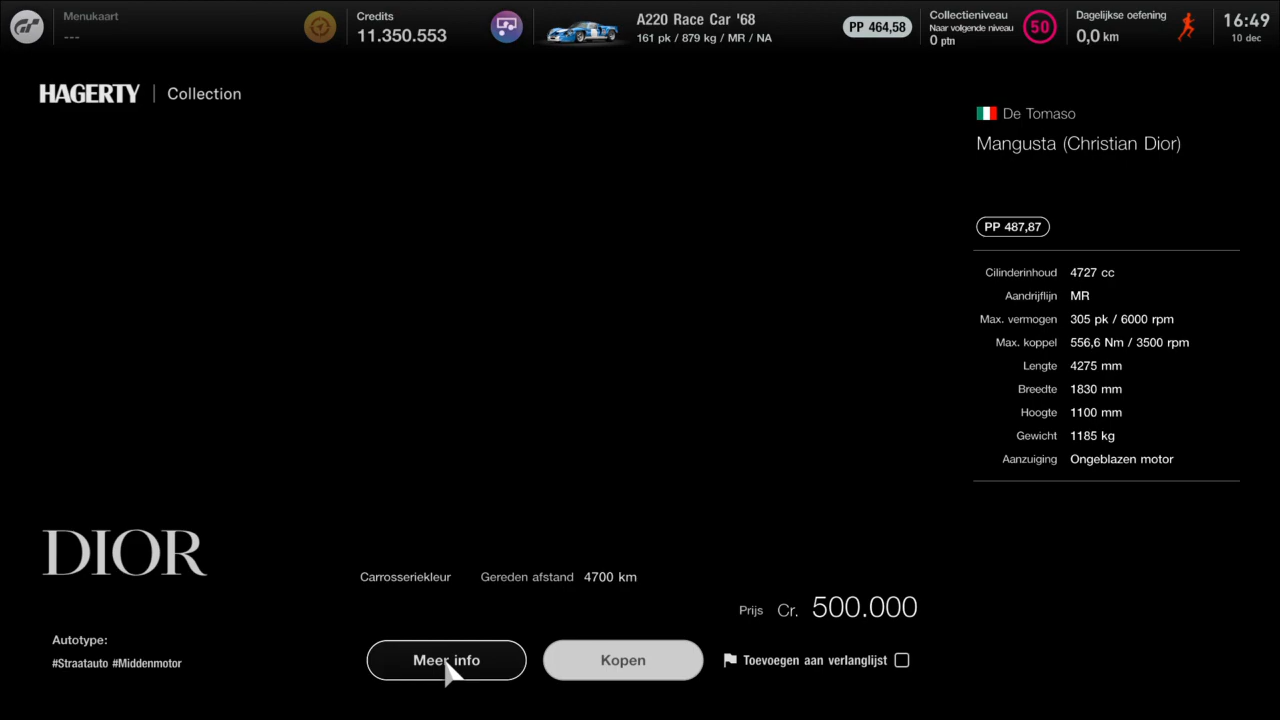 Menukaart
---
Credits
11.350.553
A220 Race Car '68
161 pk / 879 kg / MR / NA
PP 464,58
Collectieniveau
Naar volgende niveau
0 ptn
50
Dagelijkse oefening
0,0 km
16:49
10 dec
HAGERTY | Collection
De Tomaso
Mangusta (Christian Dior)
PP 487,87
Cilinderinhoud 4727 cc
Aandrijflijn MR
Max. vermogen 305 pk / 6000 rpm
Max. koppel 556,6 Nm / 3500 rpm
Lengte 4275 mm
Breedte 1830 mm
Hoogte 1100 mm
Gewicht 1185 kg
Aanzuiging Ongeblazen motor
DIOR
Carrosseriekleur Gereden afstand 4700 km
Prijs Cr. 500.000
Autotype:
#Straatauto #Middenmotor
Meer info
Kopen
Toevoegen aan verlanglijst